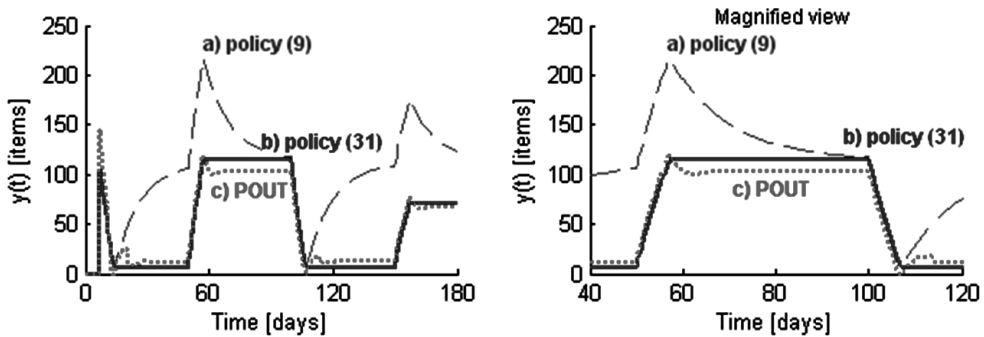 Magnified view
250
200
150
100
50
0
y(t) [items]
a) policy (9)
b) policy (31)
c) POUT
0 60 120 180
Time [days]
250
200
150
100
50
0
y(t) [items]
a) policy (9)
b) policy (31)
c) POUT
40 60 80 100 120
Time [days]